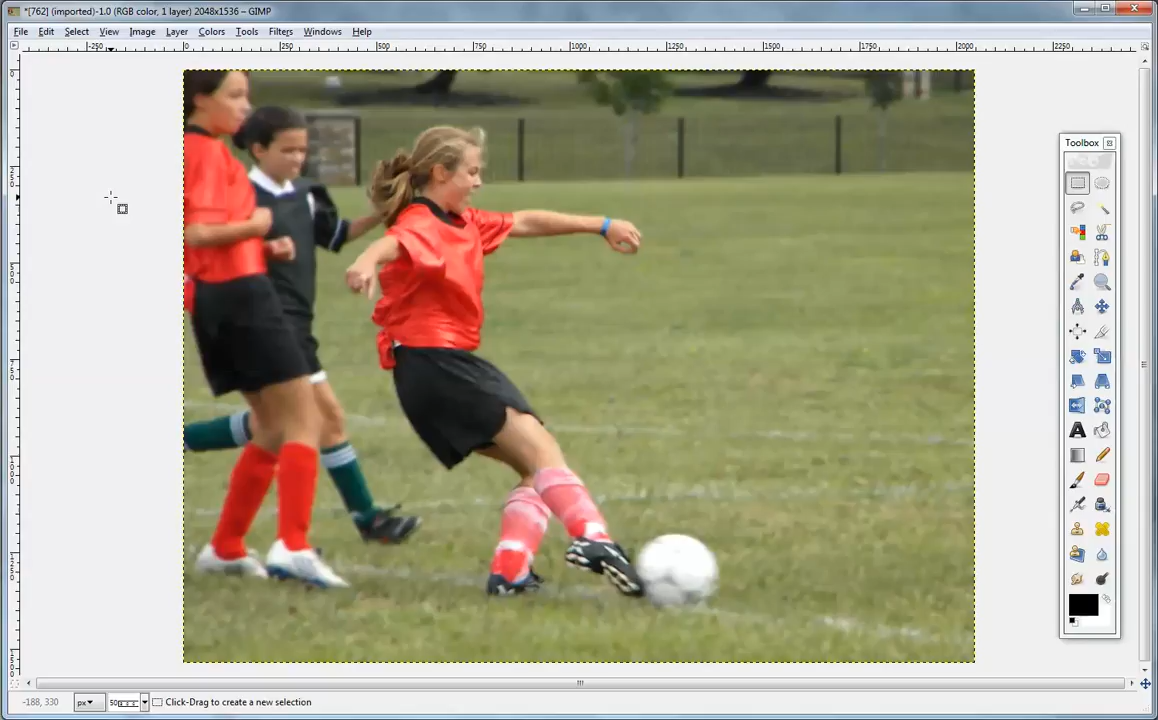 *[762] (imported)-1.0 (RGB color, 1 layer) 2048x1536 – GIMP
File Edit Select View Image Layer Colors Tools Filters Windows Help
-250 0 250 500 750 1000 1250 1500 1750 2000 2250
Toolbox
-188, 330 px 50 Click-Drag to create a new selection